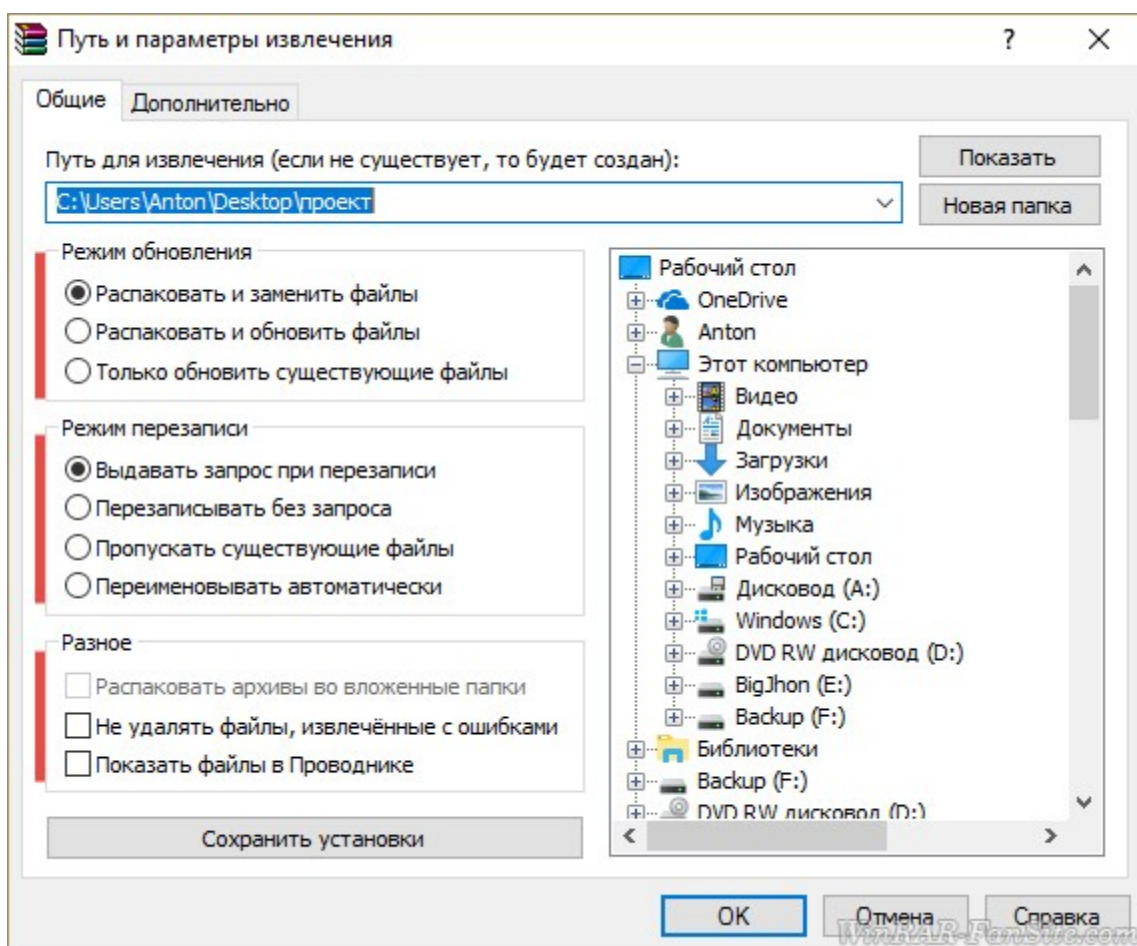 Путь и параметры извлечения
?
Общие
Дополнительно
Путь для извлечения (если не существует, то будет создан):
Показать
C:\Users\Anton\Desktop\проект
Новая папка
Режим обновления
Распаковать и заменить файлы
Распаковать и обновить файлы
Только обновить существующие файлы
Режим перезаписи
Выдавать запрос при перезаписи
Перезаписывать без запроса
Пропускать существующие файлы
Переименовывать автоматически
Разное
Распаковать архивы во вложенные папки
Не удалять файлы, извлечённые с ошибками
Показать файлы в Проводнике
Сохранить установки
Рабочий стол
OneDrive
Anton
Этот компьютер
Видео
Документы
Загрузки
Изображения
Музыка
Рабочий стол
Дисковод (A:)
Windows (C:)
DVD RW дисковод (D:)
BigJhon (E:)
Backup (F:)
Библиотеки
Backup (F:)
DVD RW дисковод (D:)
OK
Отмена
Справка
WinRAR-FanSite.com